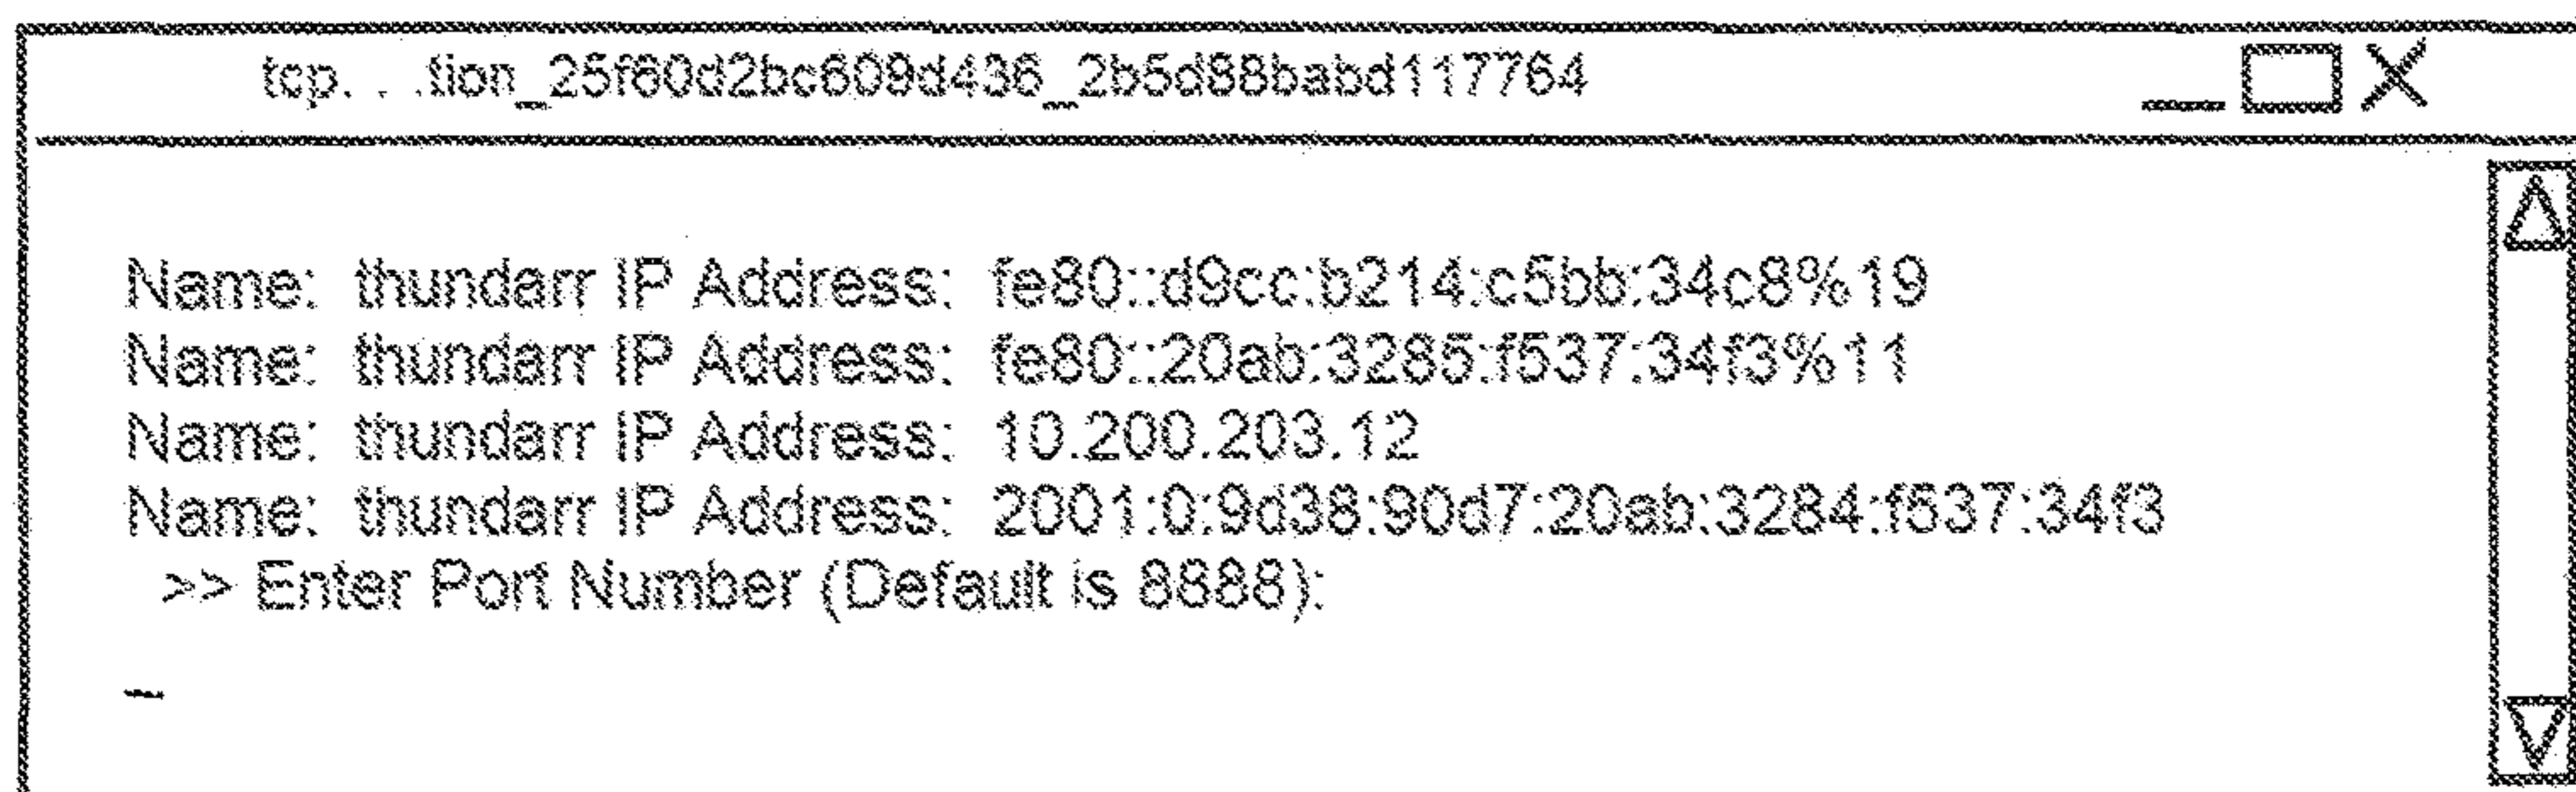 tcp. . .tion_25f60d2bc609d436_2b5d88babd117764
Name: thundarr IP Address: fe80::d9cc:b214:c5bb:34c8%19
Name: thundarr IP Address: fe80::20ab:3285:f537:34f3%11
Name: thundarr IP Address: 10.200.203.12
Name: thundarr IP Address: 2001:0:9d38:90d7:20ab:3284:f537:34f3
>> Enter Port Number (Default is 8888):
_